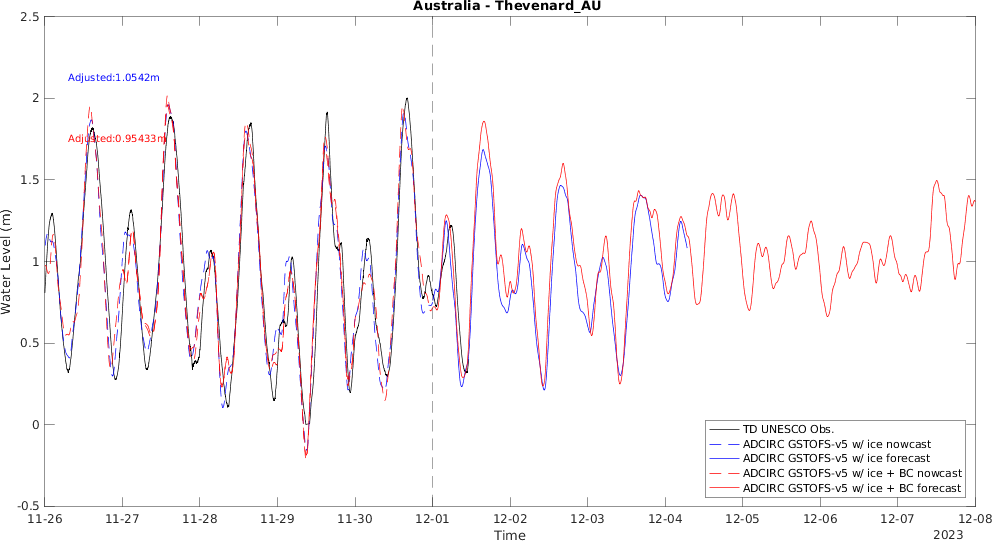 Australia - Thevenard_AU
2.5
2
1.5
1
0.5
0
-0.5
Water Level (m)
Adjusted:1.0542m
Adjusted:0.95433m
TD UNESCO Obs.
ADCIRC GSTOFS-v5 w/ ice nowcast
ADCIRC GSTOFS-v5 w/ ice forecast
ADCIRC GSTOFS-v5 w/ ice + BC nowcast
ADCIRC GSTOFS-v5 w/ ice + BC forecast
11-26 11-27 11-28 11-29 11-30 12-01 12-02 12-03 12-04 12-05 12-06 12-07 12-08
Time
2023